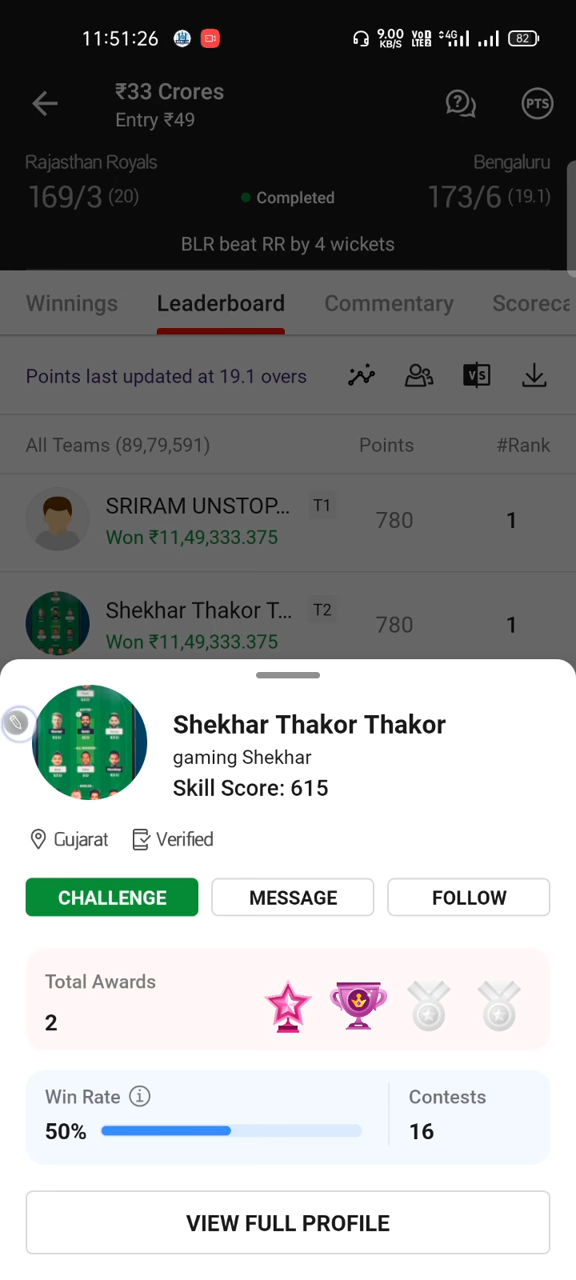 11:51:26
9.00 KB/S
VoD LTE2
4G
82
₹33 Crores
Entry ₹49
PTS
Rajasthan Royals
Bengaluru
169/3 (20)
Completed
173/6 (19.1)
BLR beat RR by 4 wickets
Winnings
Leaderboard
Commentary
Scoreca
Points last updated at 19.1 overs
VS
All Teams (89,79,591)
Points
#Rank
SRIRAM UNSTOP...
T1
780
1
Won ₹11,49,333.375
Shekhar Thakor T...
T2
780
1
Won ₹11,49,333.375
Shekhar Thakor Thakor
gaming Shekhar
Skill Score: 615
Gujarat
Verified
CHALLENGE
MESSAGE
FOLLOW
Total Awards
2
Win Rate
Contests
50%
16
VIEW FULL PROFILE